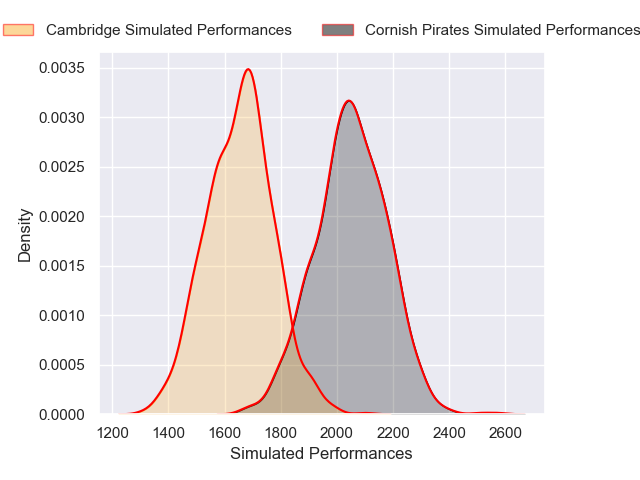 Cambridge Simulated Performances Cornish Pirates Simulated Performances
0.0035
0.0030
0.0025
0.0020
0.0015
0.0010
0.0005
0.0000
Density
1200 1400 1600 1800 2000 2200 2400 2600
Simulated Performances